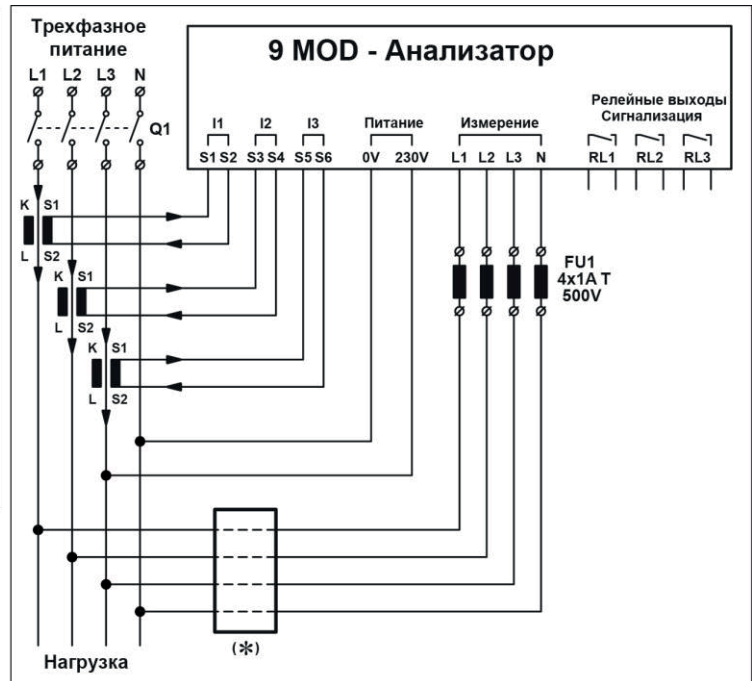 Трехфазное
питание
L1 L2 L3 N
Q1
9 MOD - Анализатор
I1 I2 I3 Питание Измерение
Релейные выходы
Сигнализация
S1 S2 S3 S4 S5 S6 0V 230V L1 L2 L3 N RL1 RL2 RL3
K S1
L S2
K S1
L S2
K S1
L S2
FU1
4x1A T
500V
(*)
Нагрузка